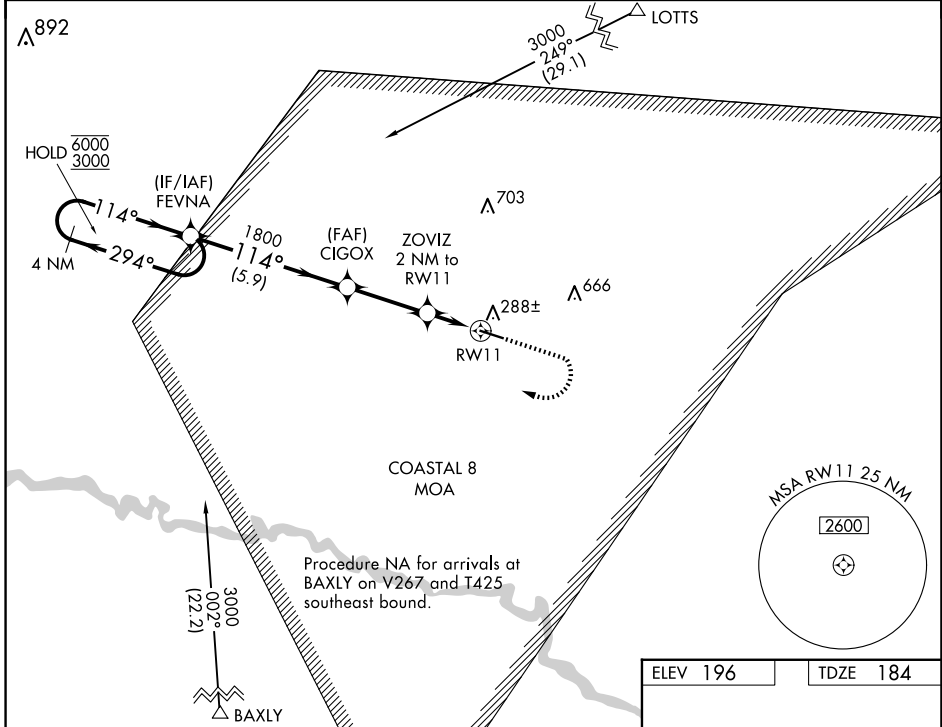 892
LOTTS
3000
249°
(29.1)
HOLD 6000
3000
(IF/IAF)
FEVNA
114°
294°
4 NM
1800
114°
(5.9)
(FAF)
CIGOX
ZOVIZ
2 NM to
RW11
703
666
288±
RW11
COASTAL 8
MOA
MSA RW11 25 NM
2600
Procedure NA for arrivals at
BAXLY on V267 and T425
southeast bound.
3000
002°
(22.2)
BAXLY
ELEV 196
TDZE 184